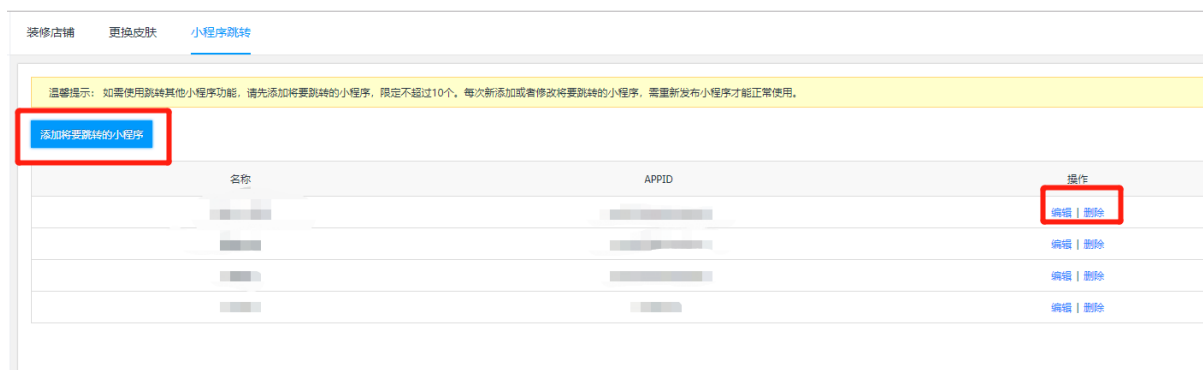 装修店铺 更换皮肤 小程序跳转
温馨提示： 如需使用跳转其他小程序功能，请先添加将要跳转的小程序，限定不超过10个。每次新添加或者修改将要跳转的小程序，需重新发布小程序才能正常使用。
添加将要跳转的小程序
名称 APPID 操作
编辑 | 删除
编辑 | 删除
编辑 | 删除
编辑 | 删除